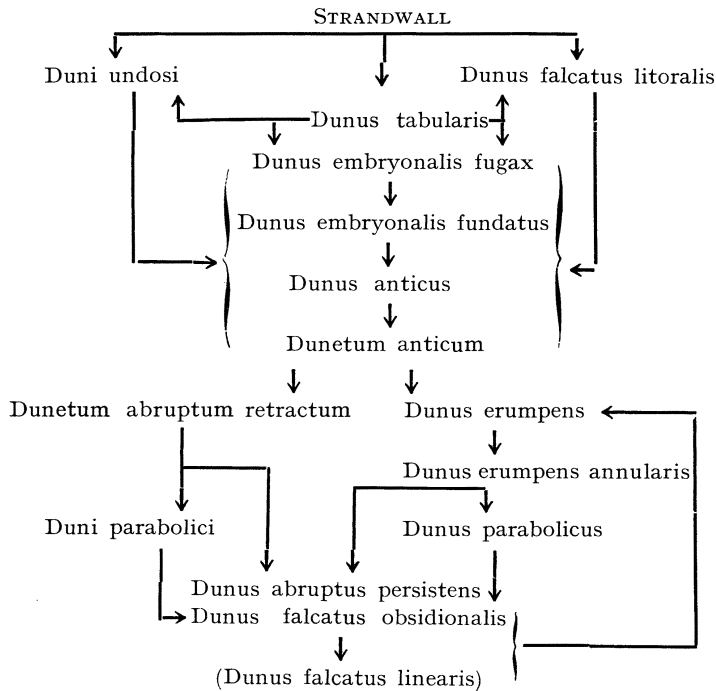 STRANDWALL
Duni undosi
Dunus falcatus litoralis
Dunus tabularis
Dunus embryonalis fugax
Dunus embryonalis fundatus
Dunus anticus
Dunetum anticum
Dunetum abruptum retractum
Dunus erumpens
Dunus erumpens annularis
Duni parabolici
Dunus parabolicus
Dunus abruptus persistens
Dunus falcatus obsidionalis
(Dunus falcatus linearis)